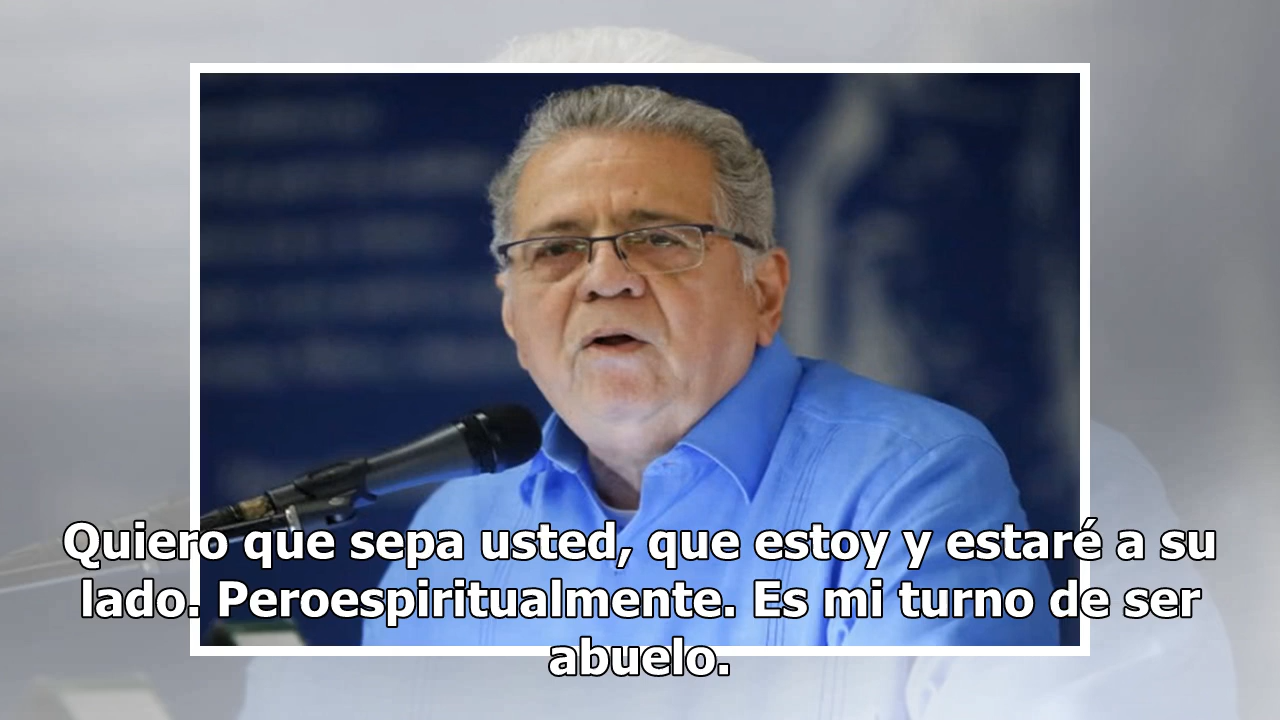 Quiero que sepa usted, que estoy y estaré a su
lado. Peroespiritualmente. Es mi turno de ser
abuelo.